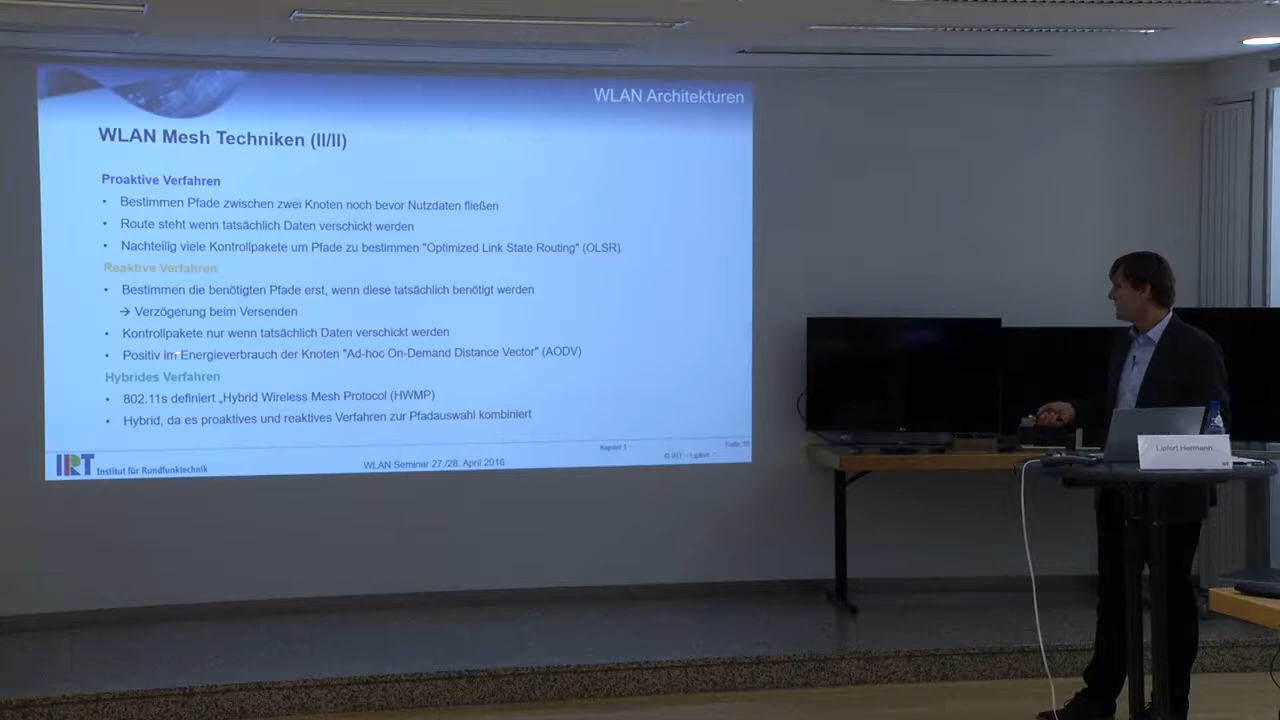 WLAN Architekturen
WLAN Mesh Techniken (II/II)
Proaktive Verfahren
• Bestimmen Pfade zwischen zwei Knoten noch bevor Nutzdaten fließen
• Route steht wenn tatsächlich Daten verschickt werden
• Nachteilig viele Kontrollpakete um Pfade zu bestimmen "Optimized Link State Routing" (OLSR)
Reaktive Verfahren
• Bestimmen die benötigten Pfade erst, wenn diese tatsächlich benötigt werden
→ Verzögerung beim Versenden
• Kontrollpakete nur wenn tatsächlich Daten verschickt werden
• Positiv im Energieverbrauch der Knoten "Ad-hoc On-Demand Distance Vector" (AODV)
Hybrides Verfahren
• 802.11s definiert „Hybrid Wireless Mesh Protocol (HWMP)
• Hybrid, da es proaktives und reaktives Verfahren zur Pfadauswahl kombiniert
IRT Institut für Rundfunktechnik
WLAN Seminar 27./28. April 2016
Kapitel 1
© IRT - Lipfert
Lipfert Hermann